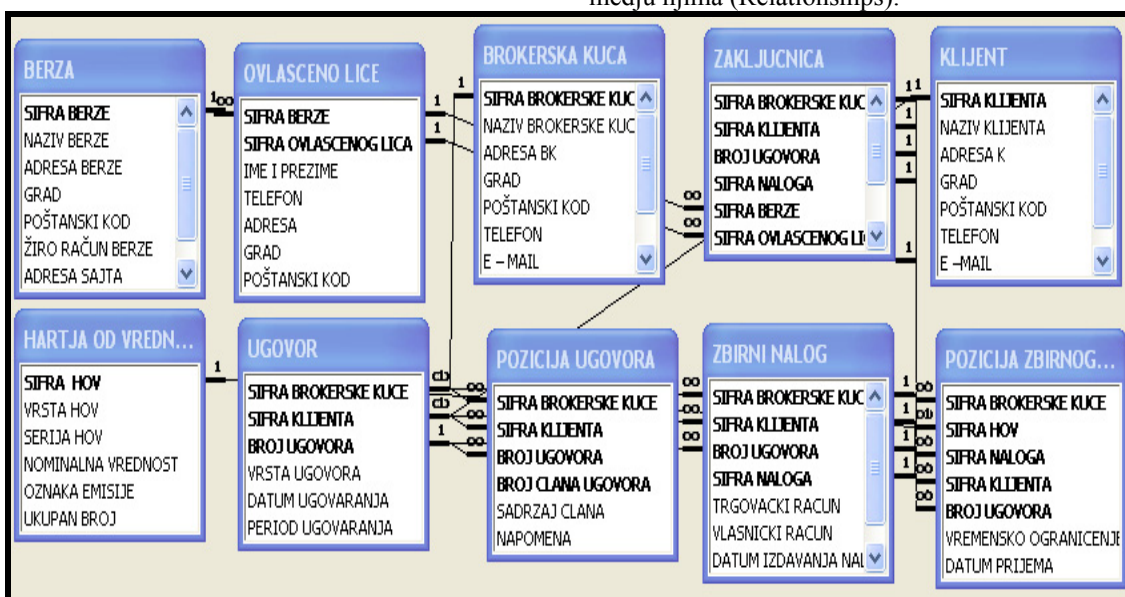 medju njima (Relationships).
BERZA
SIFRA BERZE
NAZIV BERZE
ADRESA BERZE
GRAD
POŠTANSKI KOD
ŽIRO RAČUN BERZE
ADRESA SAJTA
OVLASCENO LICE
SIFRA BERZE
SIFRA OVLASCENOG LICA
IME I PREZIME
TELEFON
ADRESA
GRAD
POŠTANSKI KOD
BROKERSKA KUCA
SIFRA BROKERSKE KUC
NAZIV BROKERSKE KUC
ADRESA BK
GRAD
POŠTANSKI KOD
TELEFON
E – MAIL
ZAKLJUCNICA
SIFRA BROKERSKE KUC
SIFRA KLIJENTA
BROJ UGOVORA
SIFRA NALOGA
SIFRA BERZE
SIFRA OVLASCENOG LI
KLIJENT
SIFRA KLIJENTA
NAZIV KLIJENTA
ADRESA K
GRAD
POŠTANSKI KOD
TELEFON
E –MAIL
HARTJA OD VREDN...
SIFRA HOV
VRSTA HOV
SERIJA HOV
NOMINALNA VREDNOST
OZNAKA EMISIJE
UKUPAN BROJ
UGOVOR
SIFRA BROKERSKE KUCE
SIFRA KLIJENTA
BROJ UGOVORA
VRSTA UGOVORA
DATUM UGOVARANJA
PERIOD UGOVARANJA
POZICIJA UGOVORA
SIFRA BROKERSKE KUCE
SIFRA KLIJENTA
BROJ UGOVORA
BROJ CLANA UGOVORA
SADRZAJ CLANA
NAPOMENA
ZBIRNI NALOG
SIFRA BROKERSKE KUC
SIFRA KLIJENTA
BROJ UGOVORA
SIFRA NALOGA
TRGOVACKI RACUN
VLASNICKI RACUN
DATUM IZDAVANJA NAL
POZICIJA ZBIRNOG...
SIFRA BROKERSKE KUCE
SIFRA HOV
SIFRA NALOGA
SIFRA KLIJENTA
BROJ UGOVORA
VREMENSKO OGRANICENJE
DATUM PRIJEMA